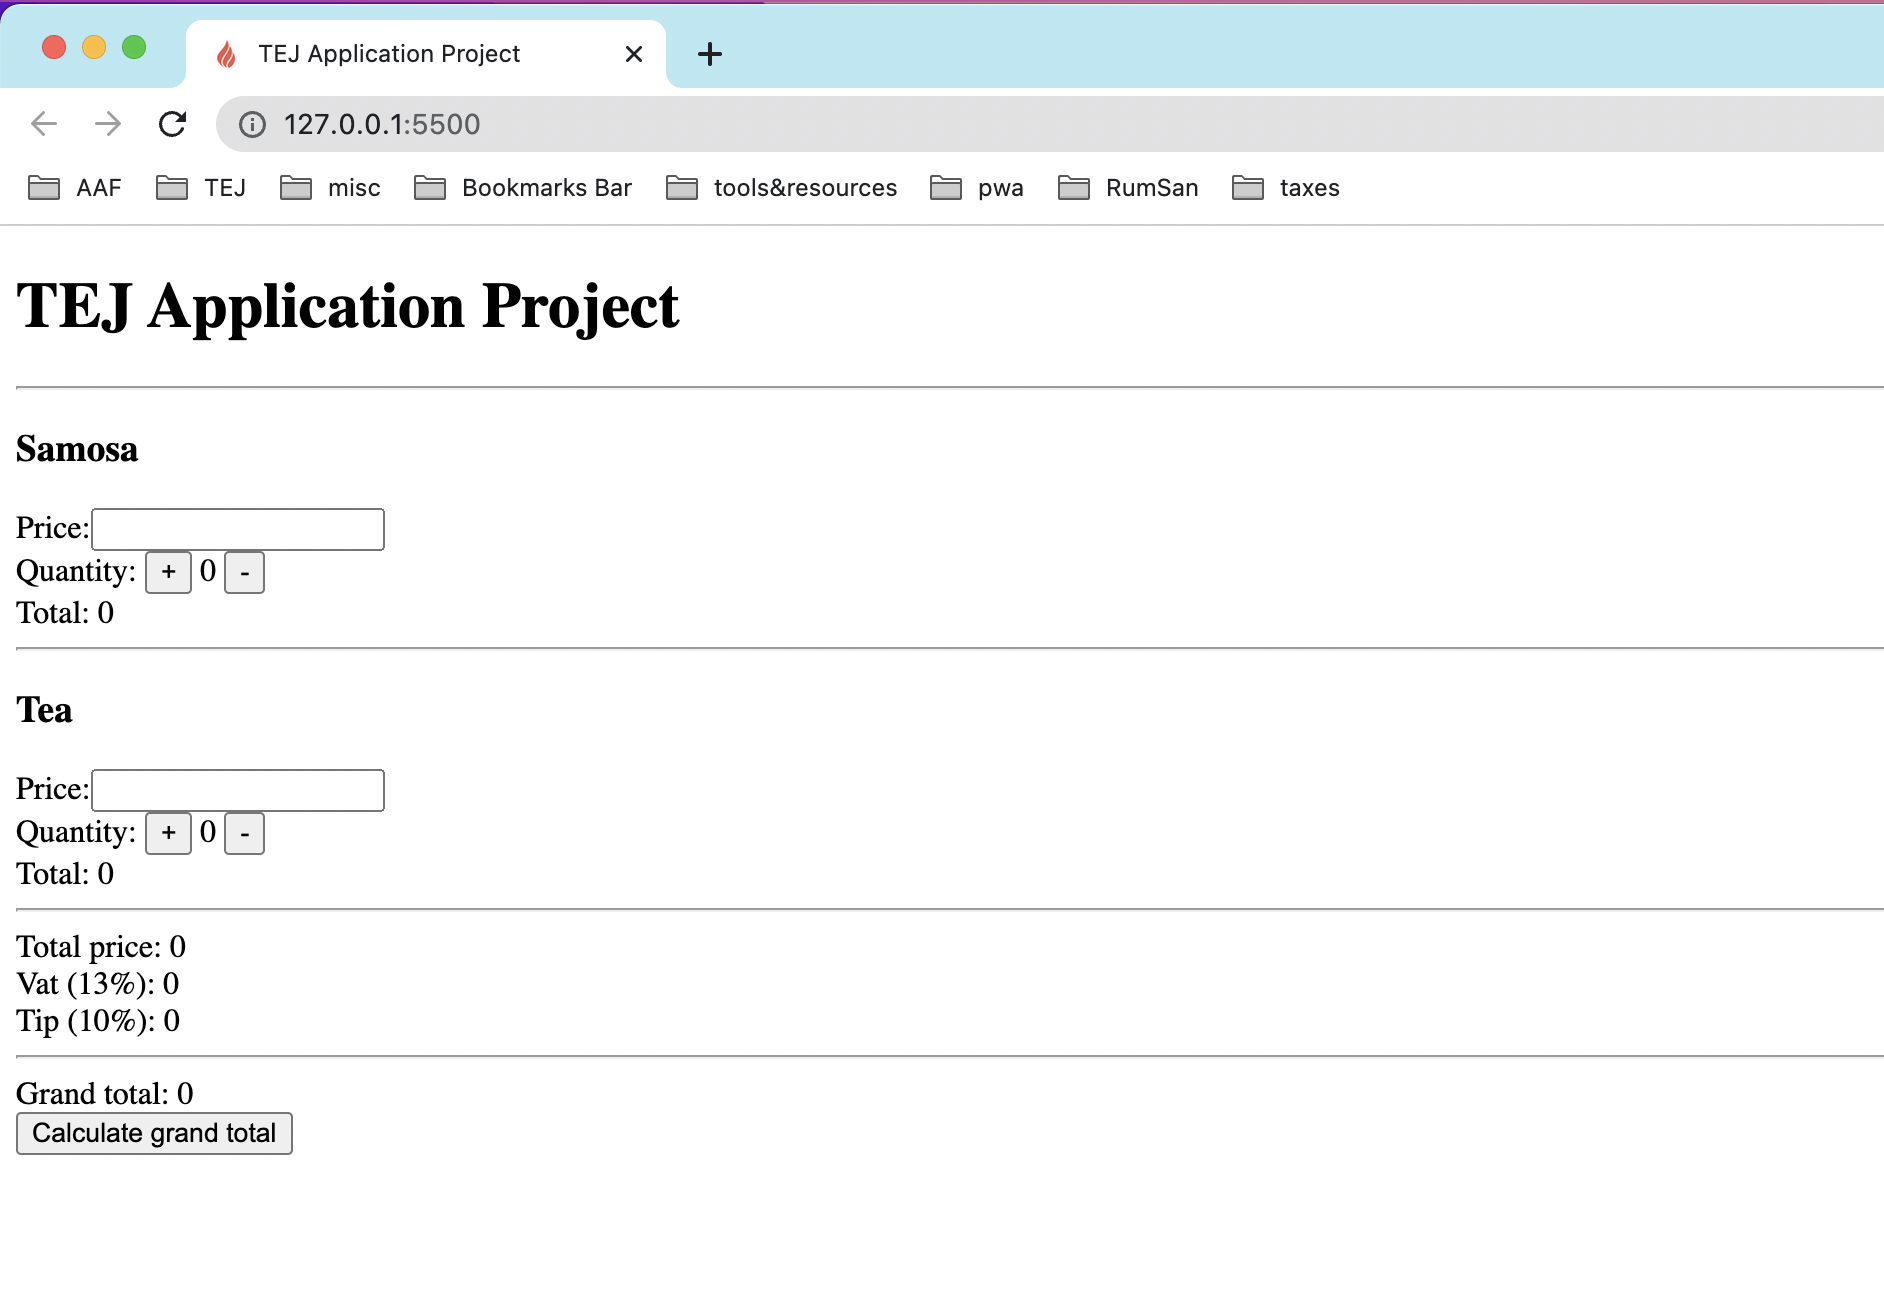 TEJ Application Project
127.0.0.1:5500
AAF TEJ misc Bookmarks Bar tools&resources pwa RumSan taxes
TEJ Application Project
Samosa
Price:
Quantity: + 0 -
Total: 0
Tea
Price:
Quantity: + 0 -
Total: 0
Total price: 0
Vat (13%): 0
Tip (10%): 0
Grand total: 0
Calculate grand total